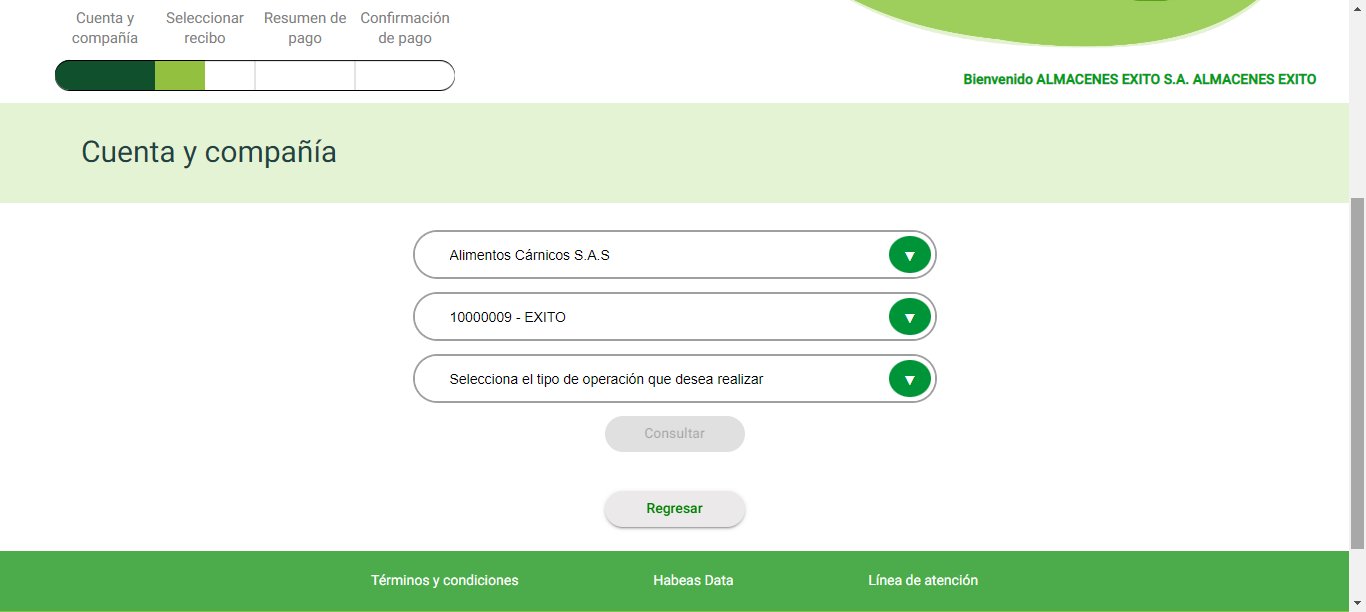 Cuenta y compañía
Seleccionar recibo
Resumen de pago
Confirmación de pago
Bienvenido ALMACENES EXITO S.A. ALMACENES EXITO
Cuenta y compañía
Alimentos Cárnicos S.A.S
10000009 - EXITO
Selecciona el tipo de operación que desea realizar
Consultar
Regresar
Términos y condiciones
Habeas Data
Línea de atención